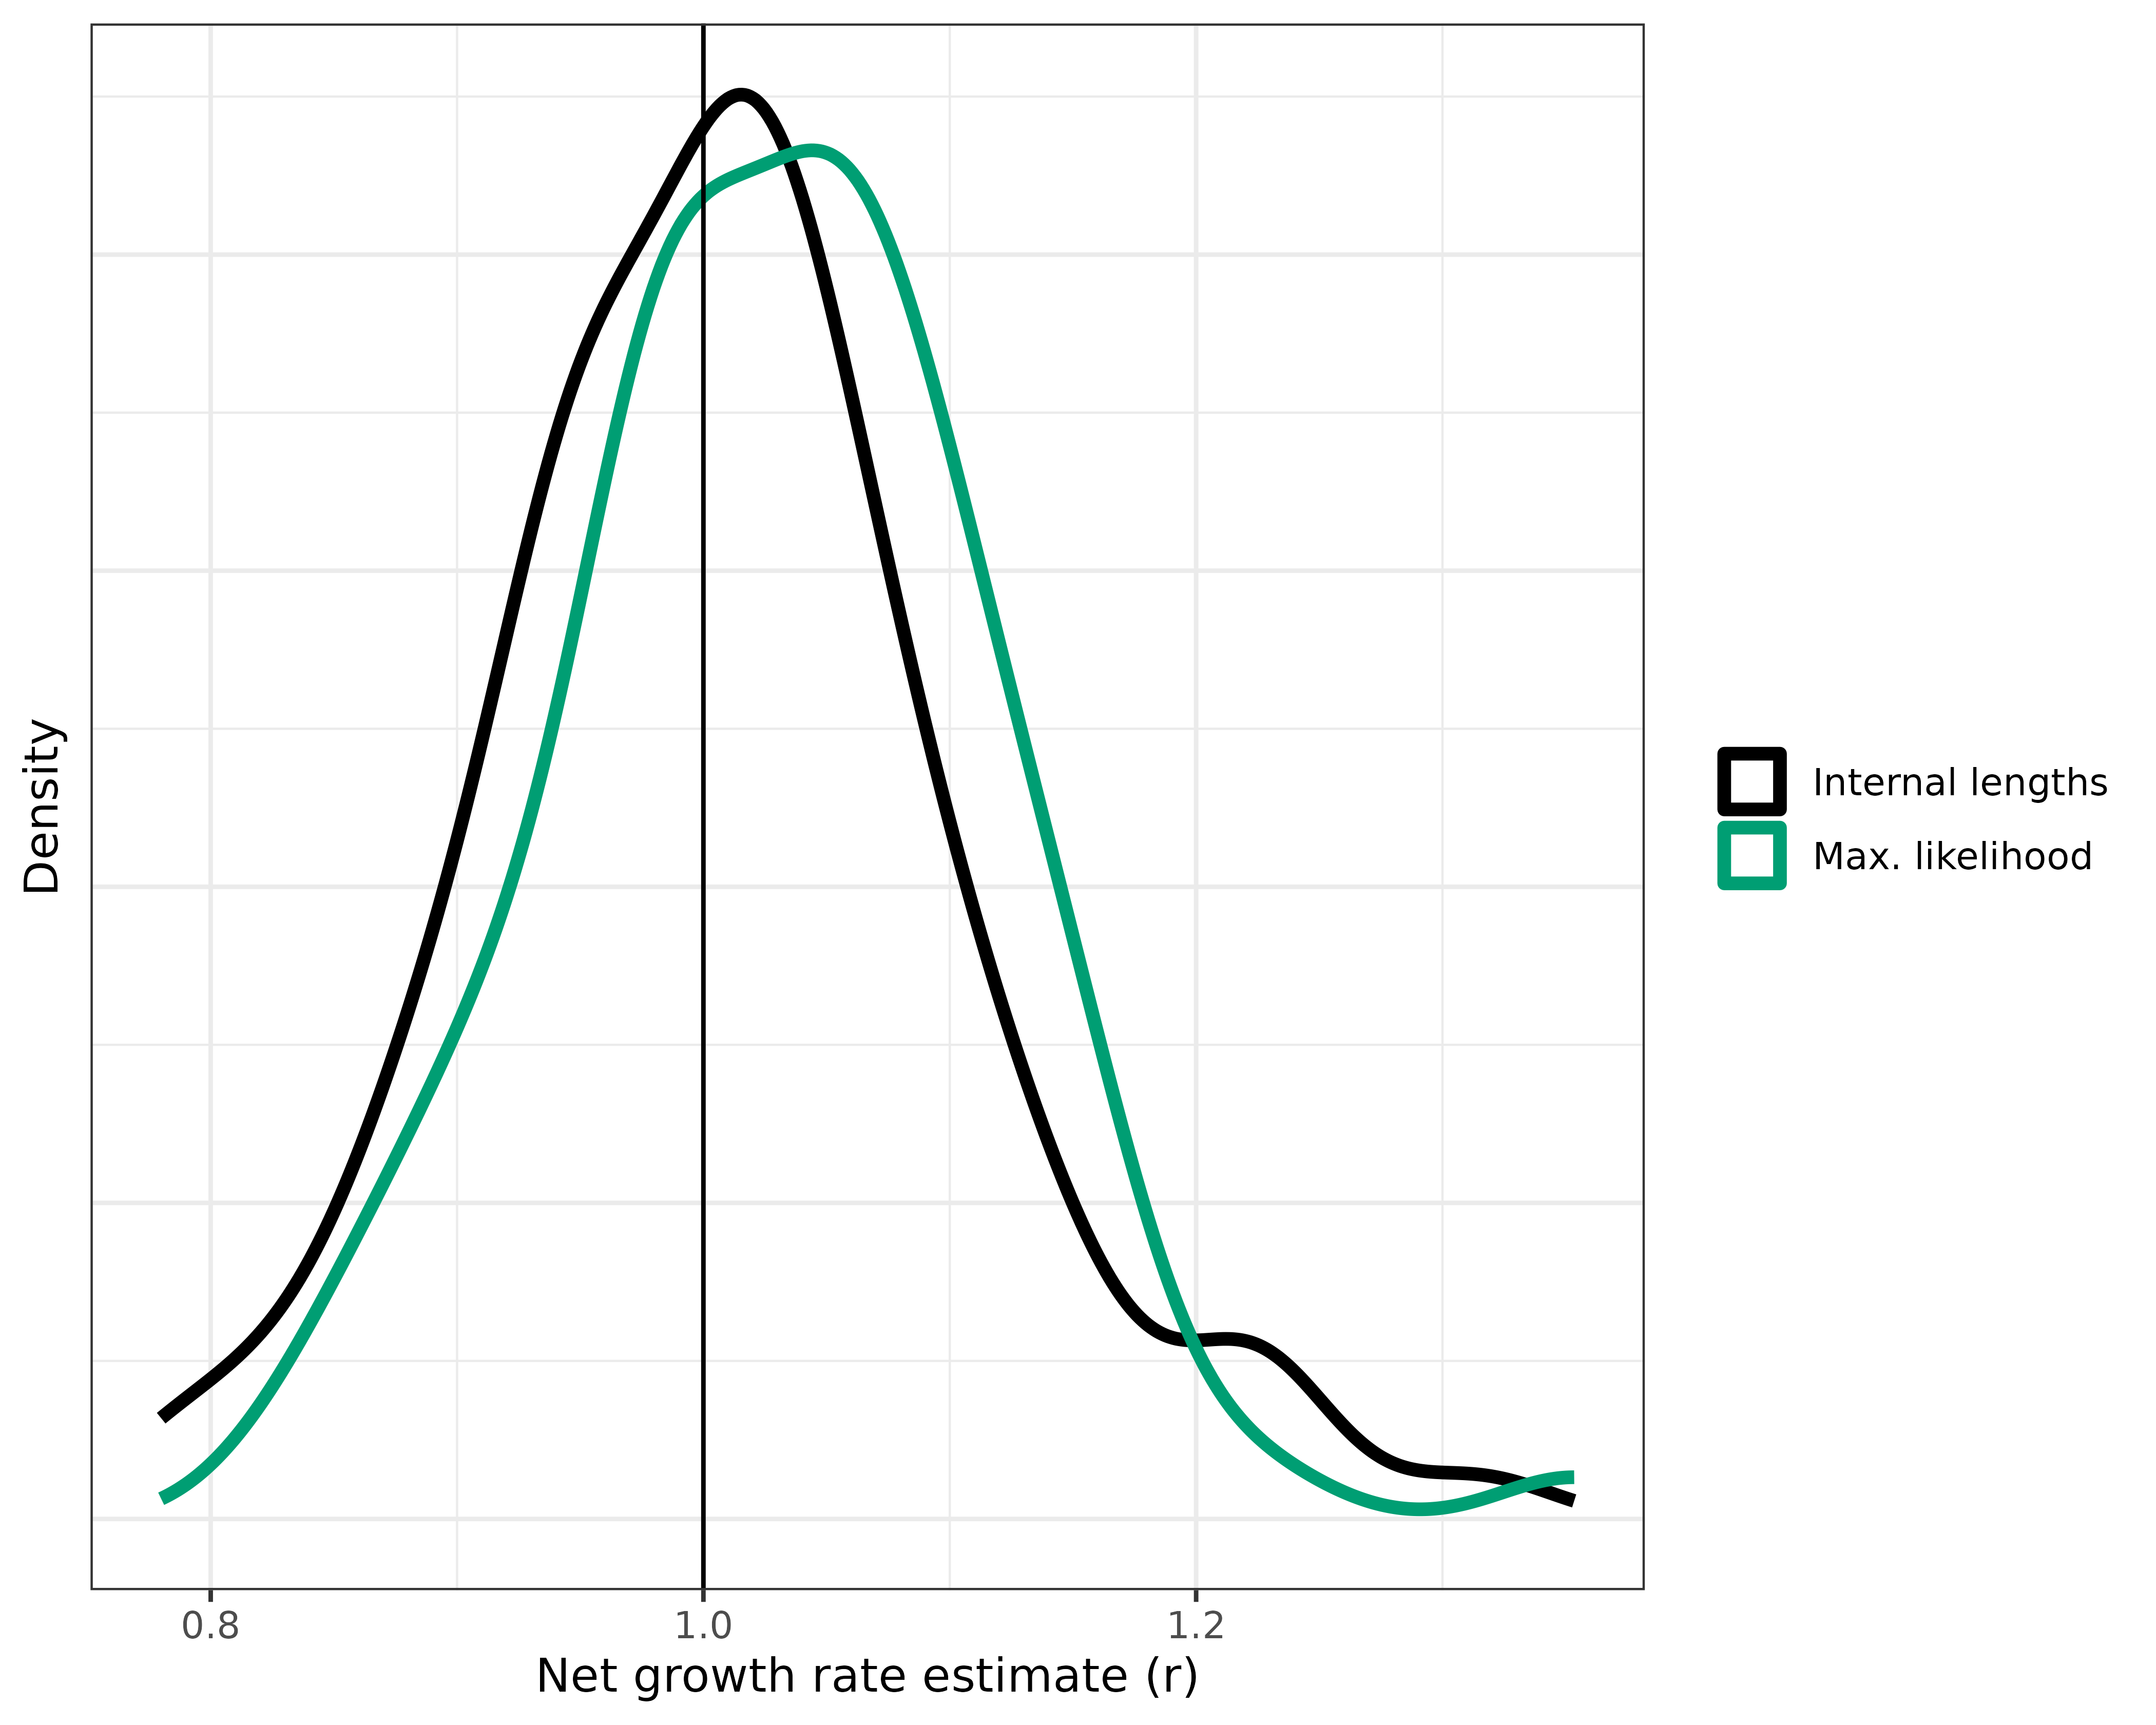 Density
0.8
1.0
1.2
Net growth rate estimate (r)
Internal lengths
Max. likelihood